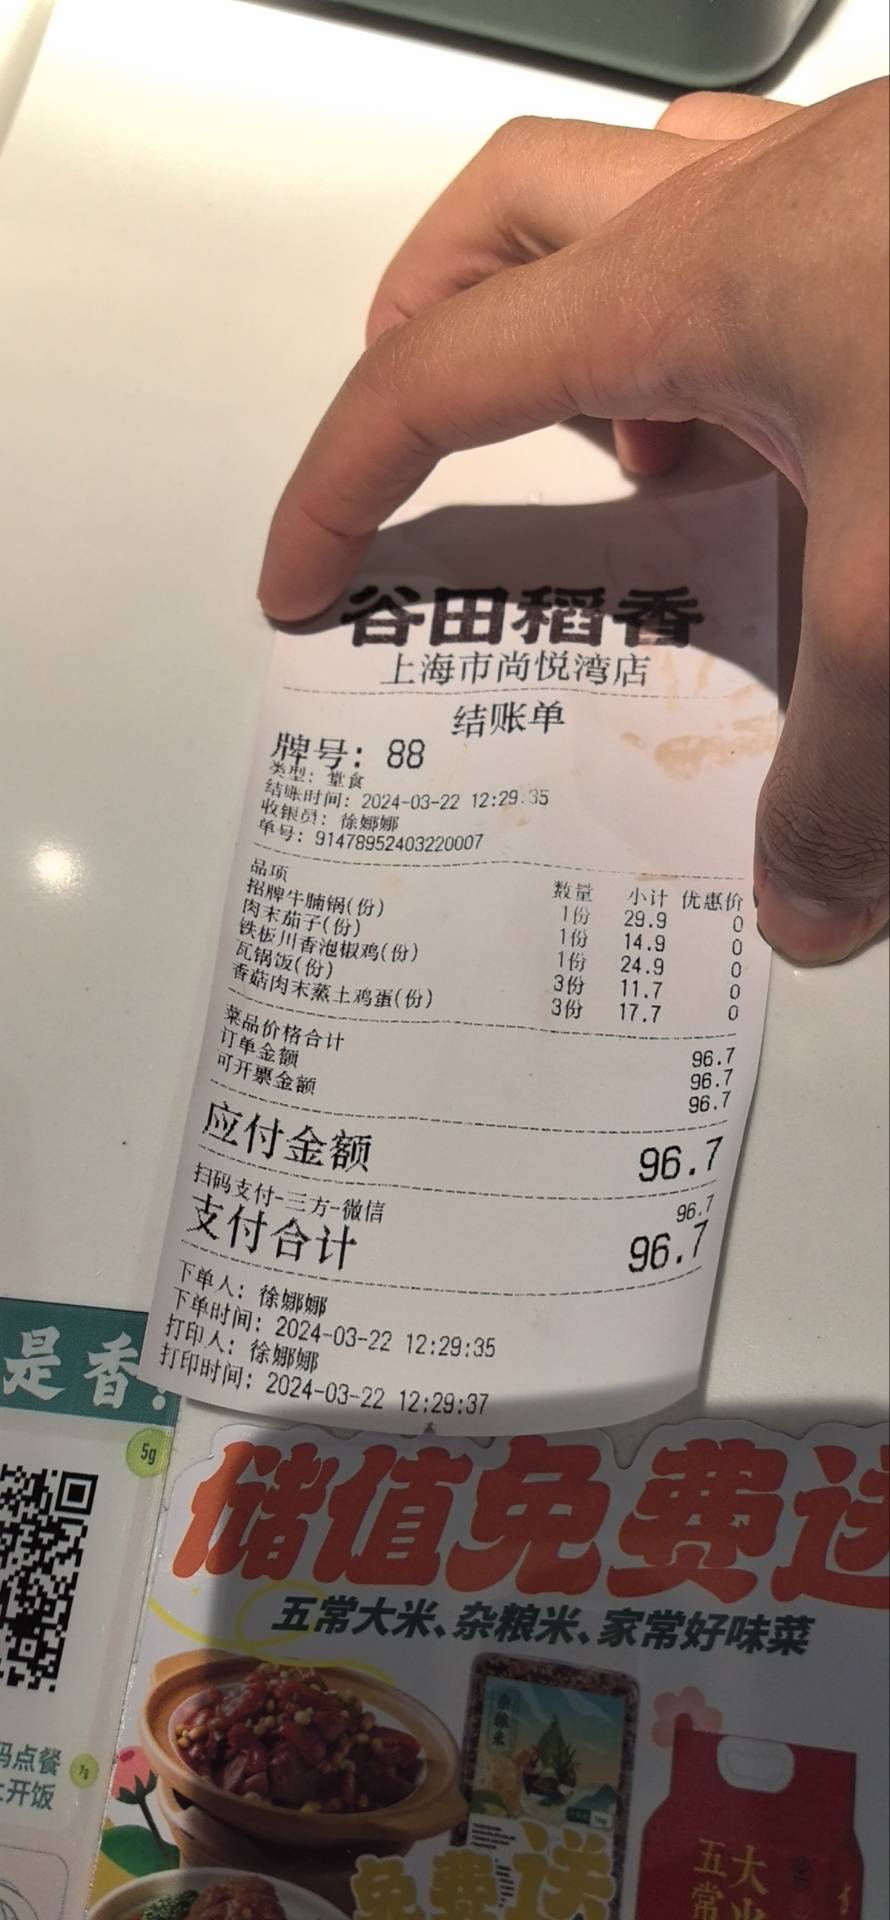 谷田稻香
上海市尚悦湾店
结账单
牌号: 88
类型: 堂食
结账时间: 2024-03-22 12:29:35
收银员: 徐娜娜
单号: 91478952403220007
品项 数量 小计 优惠价
招牌牛腩锅(份) 1份 29.9 0
肉末茄子(份) 1份 14.9 0
铁板川香泡椒鸡(份) 1份 24.9 0
瓦锅饭(份) 3份 11.7 0
香菇肉末蒸土鸡蛋(份) 3份 17.7 0
菜品价格合计 96.7
订单金额 96.7
可开票金额 96.7
应付金额 96.7
扫码支付-三方-微信 96.7
支付合计 96.7
下单人: 徐娜娜
下单时间: 2024-03-22 12:29:35
打印人: 徐娜娜
打印时间: 2024-03-22 12:29:37
是香!
5g
码点餐
上开饭
储值免费送
五常大米、杂粮米、家常好味菜
杂粮米
免费送
五常
大米